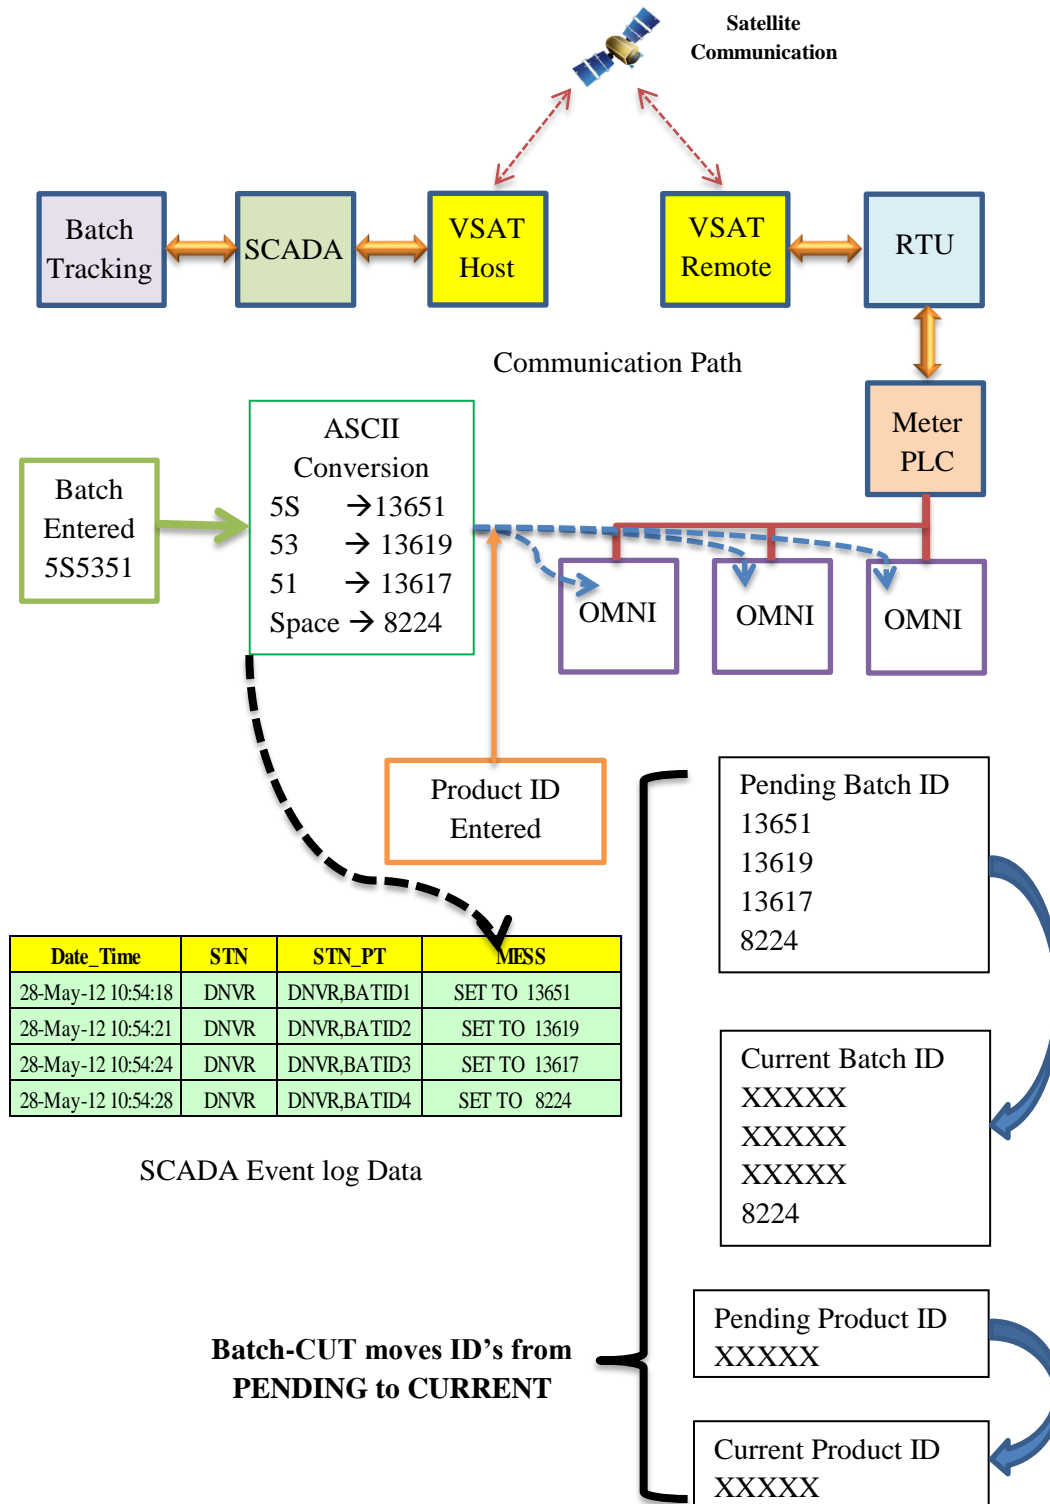 Satellite
Communication
Batch
Tracking
SCADA
VSAT
Host
VSAT
Remote
RTU
Communication Path
Meter
PLC
Batch
Entered
5S5351
ASCII
Conversion
5S → 13651
53 → 13619
51 → 13617
Space → 8224
OMNI
OMNI
OMNI
Product ID
Entered
Pending Batch ID
13651
13619
13617
8224
Date_Time STN STN_PT MESS
28-May-12 10:54:18 DNVR DNVR,BATID1 SET TO 13651
28-May-12 10:54:21 DNVR DNVR,BATID2 SET TO 13619
28-May-12 10:54:24 DNVR DNVR,BATID3 SET TO 13617
28-May-12 10:54:28 DNVR DNVR,BATID4 SET TO 8224
SCADA Event log Data
Current Batch ID
XXXXX
XXXXX
XXXXX
8224
Batch-CUT moves ID's from
PENDING to CURRENT
Pending Product ID
XXXXX
Current Product ID
XXXXX